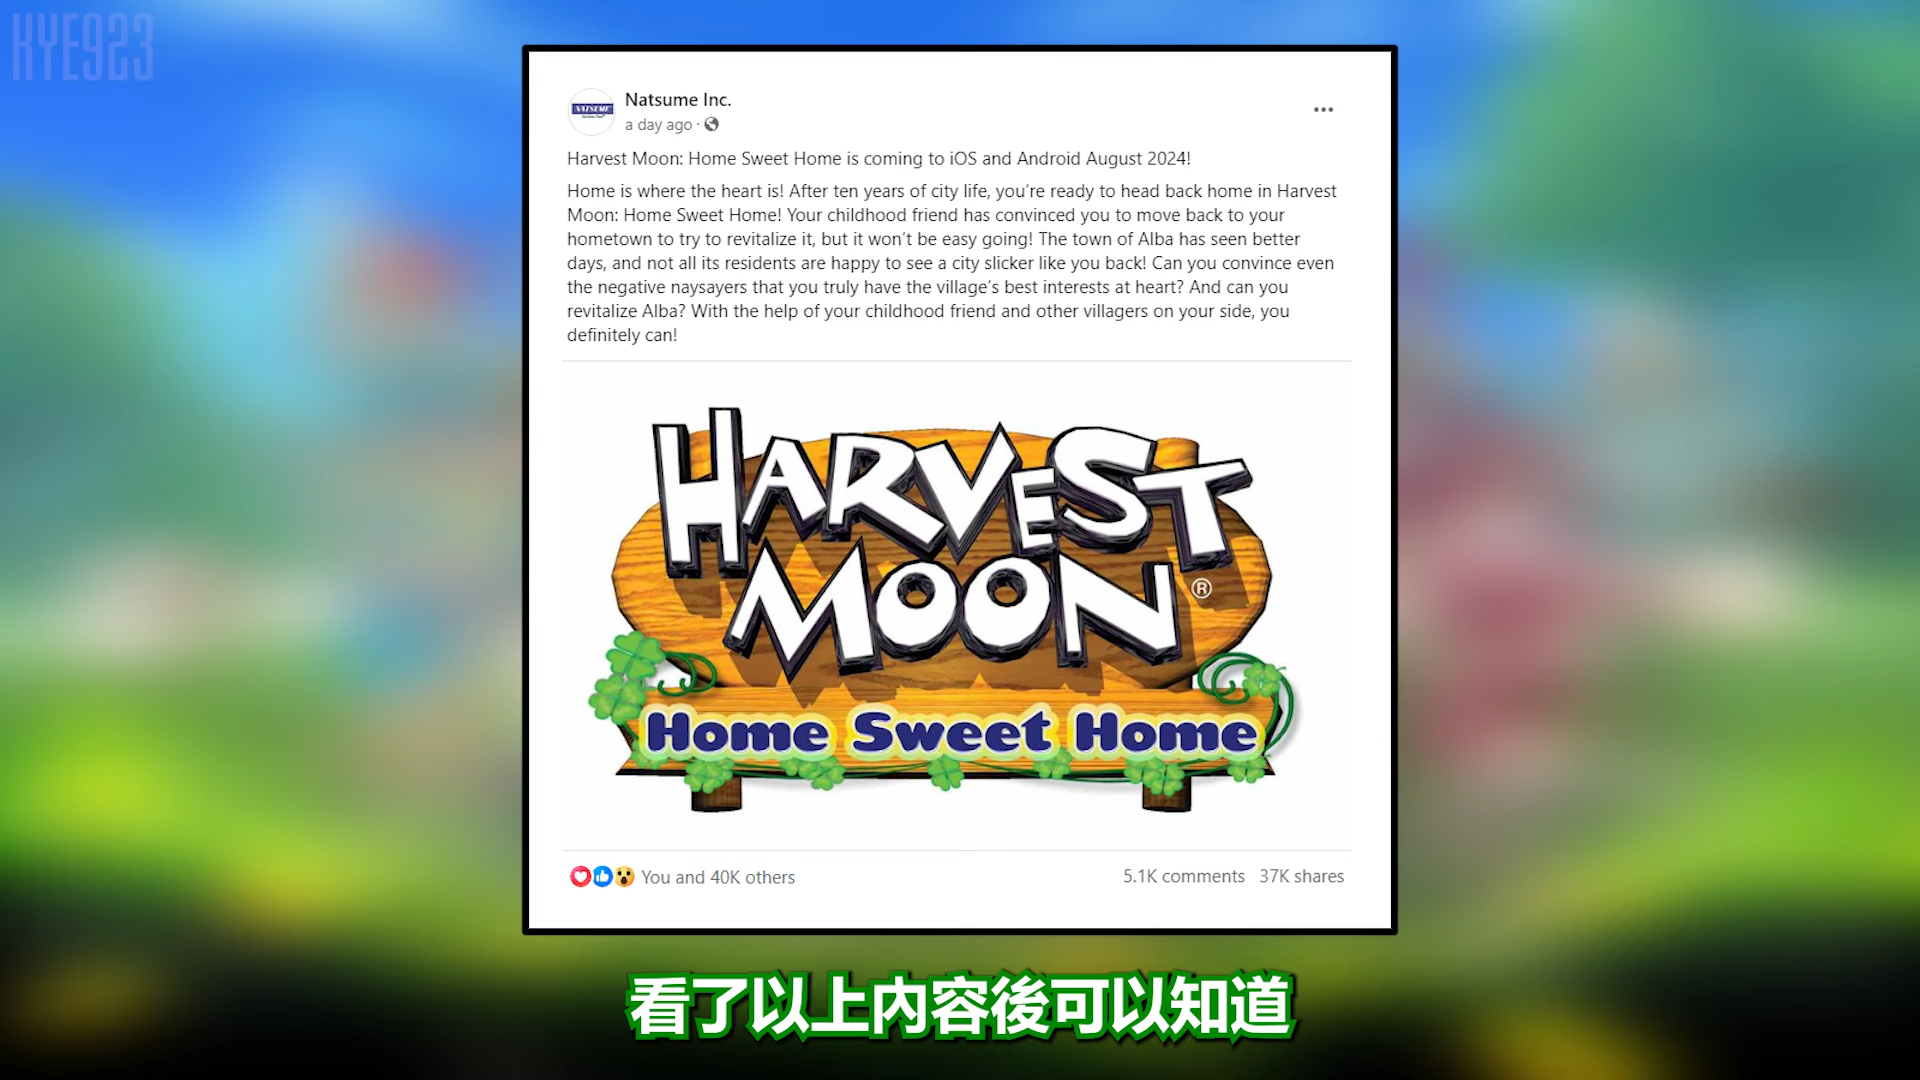 KYE923
Natsume Inc.
a day ago ·
Harvest Moon: Home Sweet Home is coming to iOS and Android August 2024!
Home is where the heart is! After ten years of city life, you're ready to head back home in Harvest
Moon: Home Sweet Home! Your childhood friend has convinced you to move back to your
hometown to try to revitalize it, but it won't be easy going! The town of Alba has seen better
days, and not all its residents are happy to see a city slicker like you back! Can you convince even
the negative naysayers that you truly have the village's best interests at heart? And can you
revitalize Alba? With the help of your childhood friend and other villagers on your side, you
definitely can!
HARVEST
MOON ®
Home Sweet Home
You and 40K others
5.1K comments 37K shares
看了以上內容後可以知道